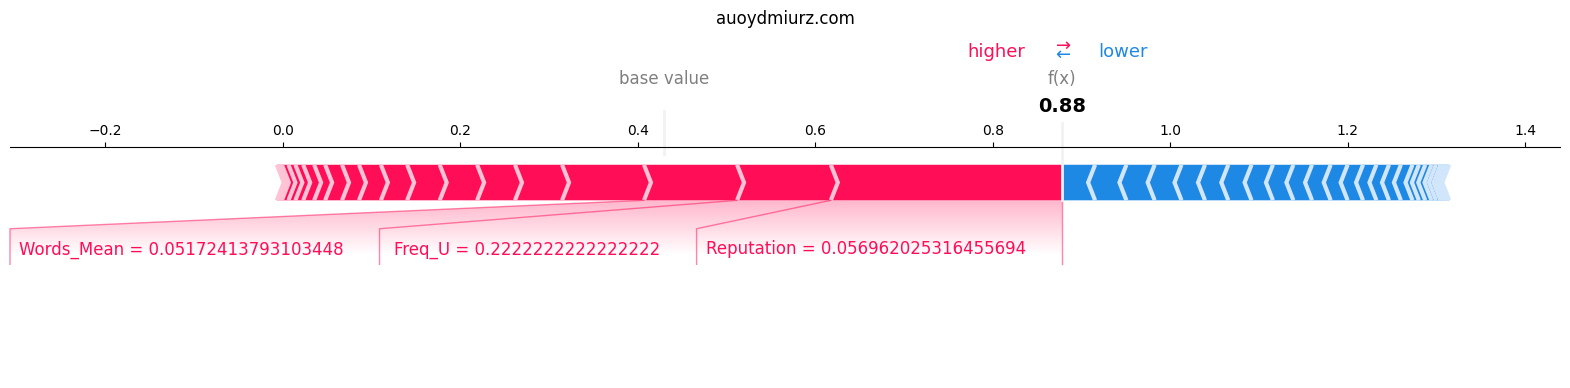 auoydmiurz.com
higher ⇄ lower
base value f(x)
0.88
−0.2 0.0 0.2 0.4 0.6 0.8 1.0 1.2 1.4
Words_Mean = 0.05172413793103448 Freq_U = 0.2222222222222222 Reputation = 0.056962025316455694